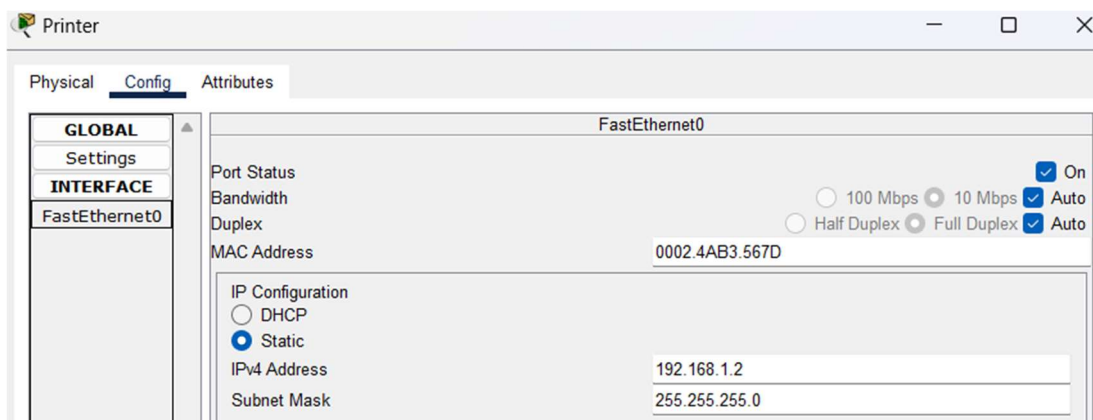 Printer
Physical Config Attributes
GLOBAL
Settings
INTERFACE
FastEthernet0
FastEthernet0
Port Status On
Bandwidth 100 Mbps 10 Mbps Auto
Duplex Half Duplex Full Duplex Auto
MAC Address 0002.4AB3.567D
IP Configuration
DHCP
Static
IPv4 Address 192.168.1.2
Subnet Mask 255.255.255.0